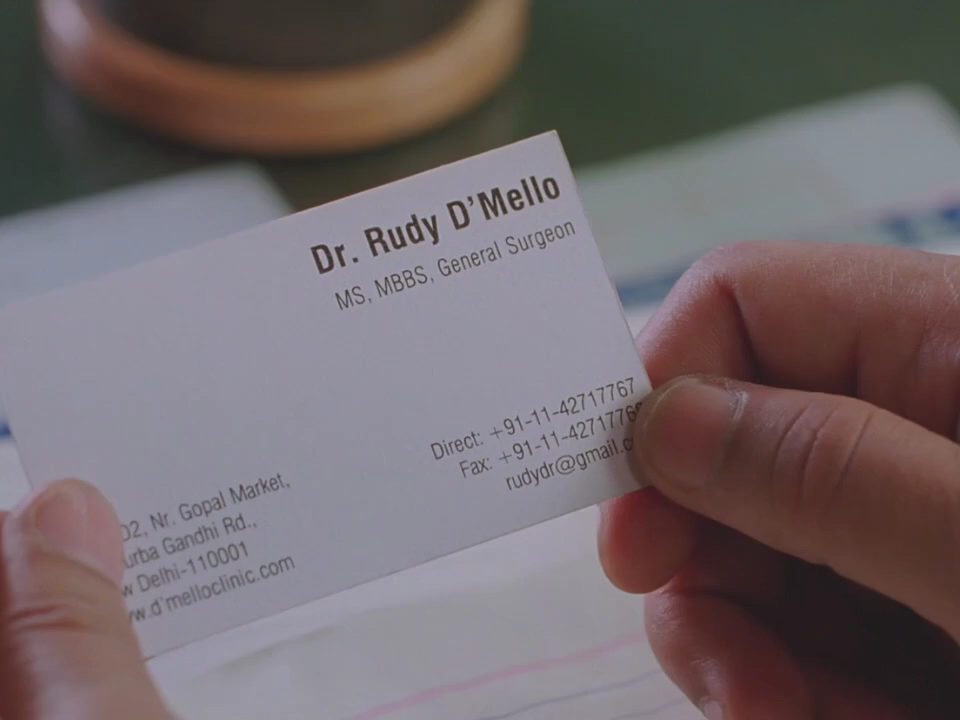 Dr. Rudy D'Mello
MS, MBBS, General Surgeon
Direct: +91-11-42717767
Fax: +91-11-4271776
rudydr@gmail.c
D2, Nr. Gopal Market,
urba Gandhi Rd.,
w Delhi-110001
w.d'melloclinic.com